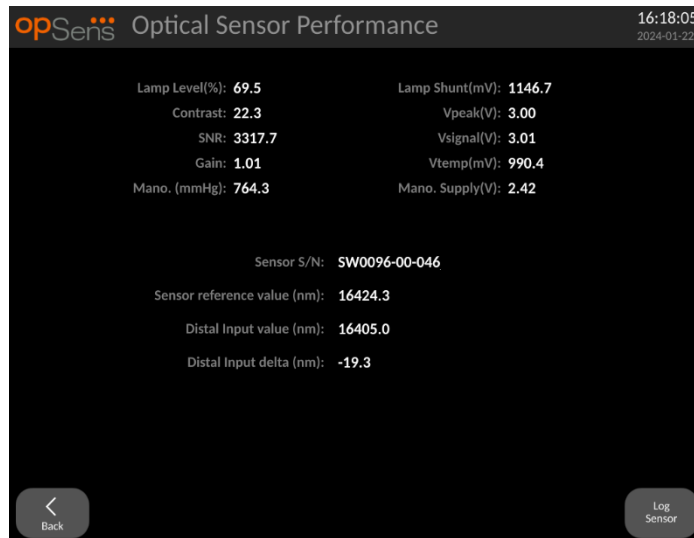 opSens Optical Sensor Performance 16:18:05
2024-01-22
Lamp Level(%): 69.5 Lamp Shunt(mV): 1146.7
Contrast: 22.3 Vpeak(V): 3.00
SNR: 3317.7 Vsignal(V): 3.01
Gain: 1.01 Vtemp(mV): 990.4
Mano. (mmHg): 764.3 Mano. Supply(V): 2.42
Sensor S/N: SW0096-00-046
Sensor reference value (nm): 16424.3
Distal Input value (nm): 16405.0
Distal Input delta (nm): -19.3
Back
Log
Sensor